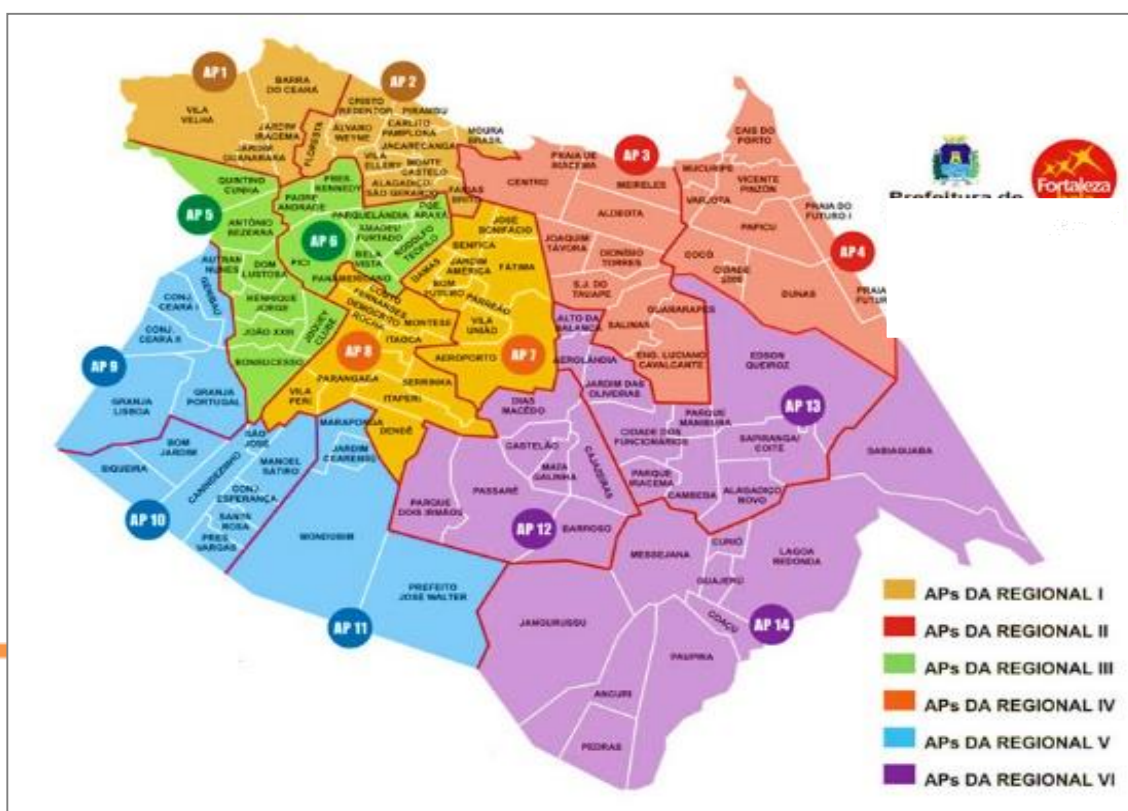 AP 1
BARRA
DO CEARÁ
VILA
VELHA
JARDIM
IRACEMA
JARDIM
GUANABARA
FLORESTA
AP 2
CRISTO
REDENTOR
PIRAMBU
ÁLVARO
WEYNE
CARLITO
PAMPLONA
JACARECANGA
VILA
ELLERY
MONTE
CASTELO
ALAGADIÇO
SÃO GERARDO
FARIAS
BRITO
MOURA
BRASIL
AP 3
CENTRO
PRAIA DE
IRACEMA
MEIRELES
ALDEOTA
JOAQUIM
TÁVORA
DIONÍSIO
TORRES
S.J. DO
TAUAPE
GUARARAPES
SALINAS
ENG. LUCIANO
CAVALCANTE
CAIS DO
PORTO
MUCURIPE
VICENTE
PINZÓN
VARJOTA
PRAIA DO
FUTURO I
PAPICU
AP4
COCÓ
CIDADE
2000
DUNAS
PRAIA
FUTUR
Prefeitura de
Fortaleza
AP 5
QUINTINO
CUNHA
PADRE
ANDRADE
ANTÔNIO
BEZERRA
AUTRAN
NUNES
DOM
LUSTOSA
PICI
HENRIQUE
JORGE
JOÃO XXIII
JÓQUEI
CLUBE
BONSUCESSO
AP 6
PRES.
KENNEDY
PARQUELÂNDIA
PQE.
ARAXÁ
AMADEU
FURTADO
RODOLFO
TEÓFILO
BELA
VISTA
PANAMERICANO
JOSÉ
BONIFÁCIO
BENFICA
JARDIM
AMÉRICA
FÁTIMA
DAMAS
BOM
FUTURO
PARREÃO
VILA
UNIÃO
AEROPORTO
AP 7
COUTO
FERNANDES
DEMÓCRITO
ROCHA
MONTESE
ITAOCA
AP 8
PARANGABA
SERRINHA
VILA
PERI
ITAPERI
DENDÊ
GENIBAÚ
CONJ.
CEARÁ I
CONJ.
CEARÁ II
AP 9
GRANJA
LISBOA
GRANJA
PORTUGAL
BOM
JARDIM
SIQUEIRA
CANINDEZINHO
SÃO
JOSÉ
MANOEL
SATIRO
CONJ.
ESPERANÇA
SANTA
ROSA
PRES.
VARGAS
AP 10
MARAPONGA
JARDIM
CEARENSE
MONDUBIM
PREFEITO
JOSÉ WALTER
AP 11
DIAS
MACÊDO
CASTELÃO
MATA
GALINHA
CAJAZEIRAS
PASSARÉ
PARQUE
DOIS IRMÃOS
BARROSO
AP 12
ALTO DA
BALANÇA
AEROLÂNDIA
JARDIM DAS
OLIVEIRAS
EDSON
QUEIROZ
CIDADE DOS
FUNCIONÁRIOS
PARQUE
MANIBURA
AP 13
SAPIRANGA/
COITÉ
PARQUE
IRACEMA
CAMBEBA
ALAGADIÇO
NOVO
SABIAGUABA
MESSEJANA
CURIÓ
LAGOA
REDONDA
GUAJERÚ
COAÇU
AP 14
JANGURUSSU
PAUPINA
ANCURI
PEDRAS
APs DA REGIONAL I
APs DA REGIONAL II
APs DA REGIONAL III
APs DA REGIONAL IV
APs DA REGIONAL V
APs DA REGIONAL VI